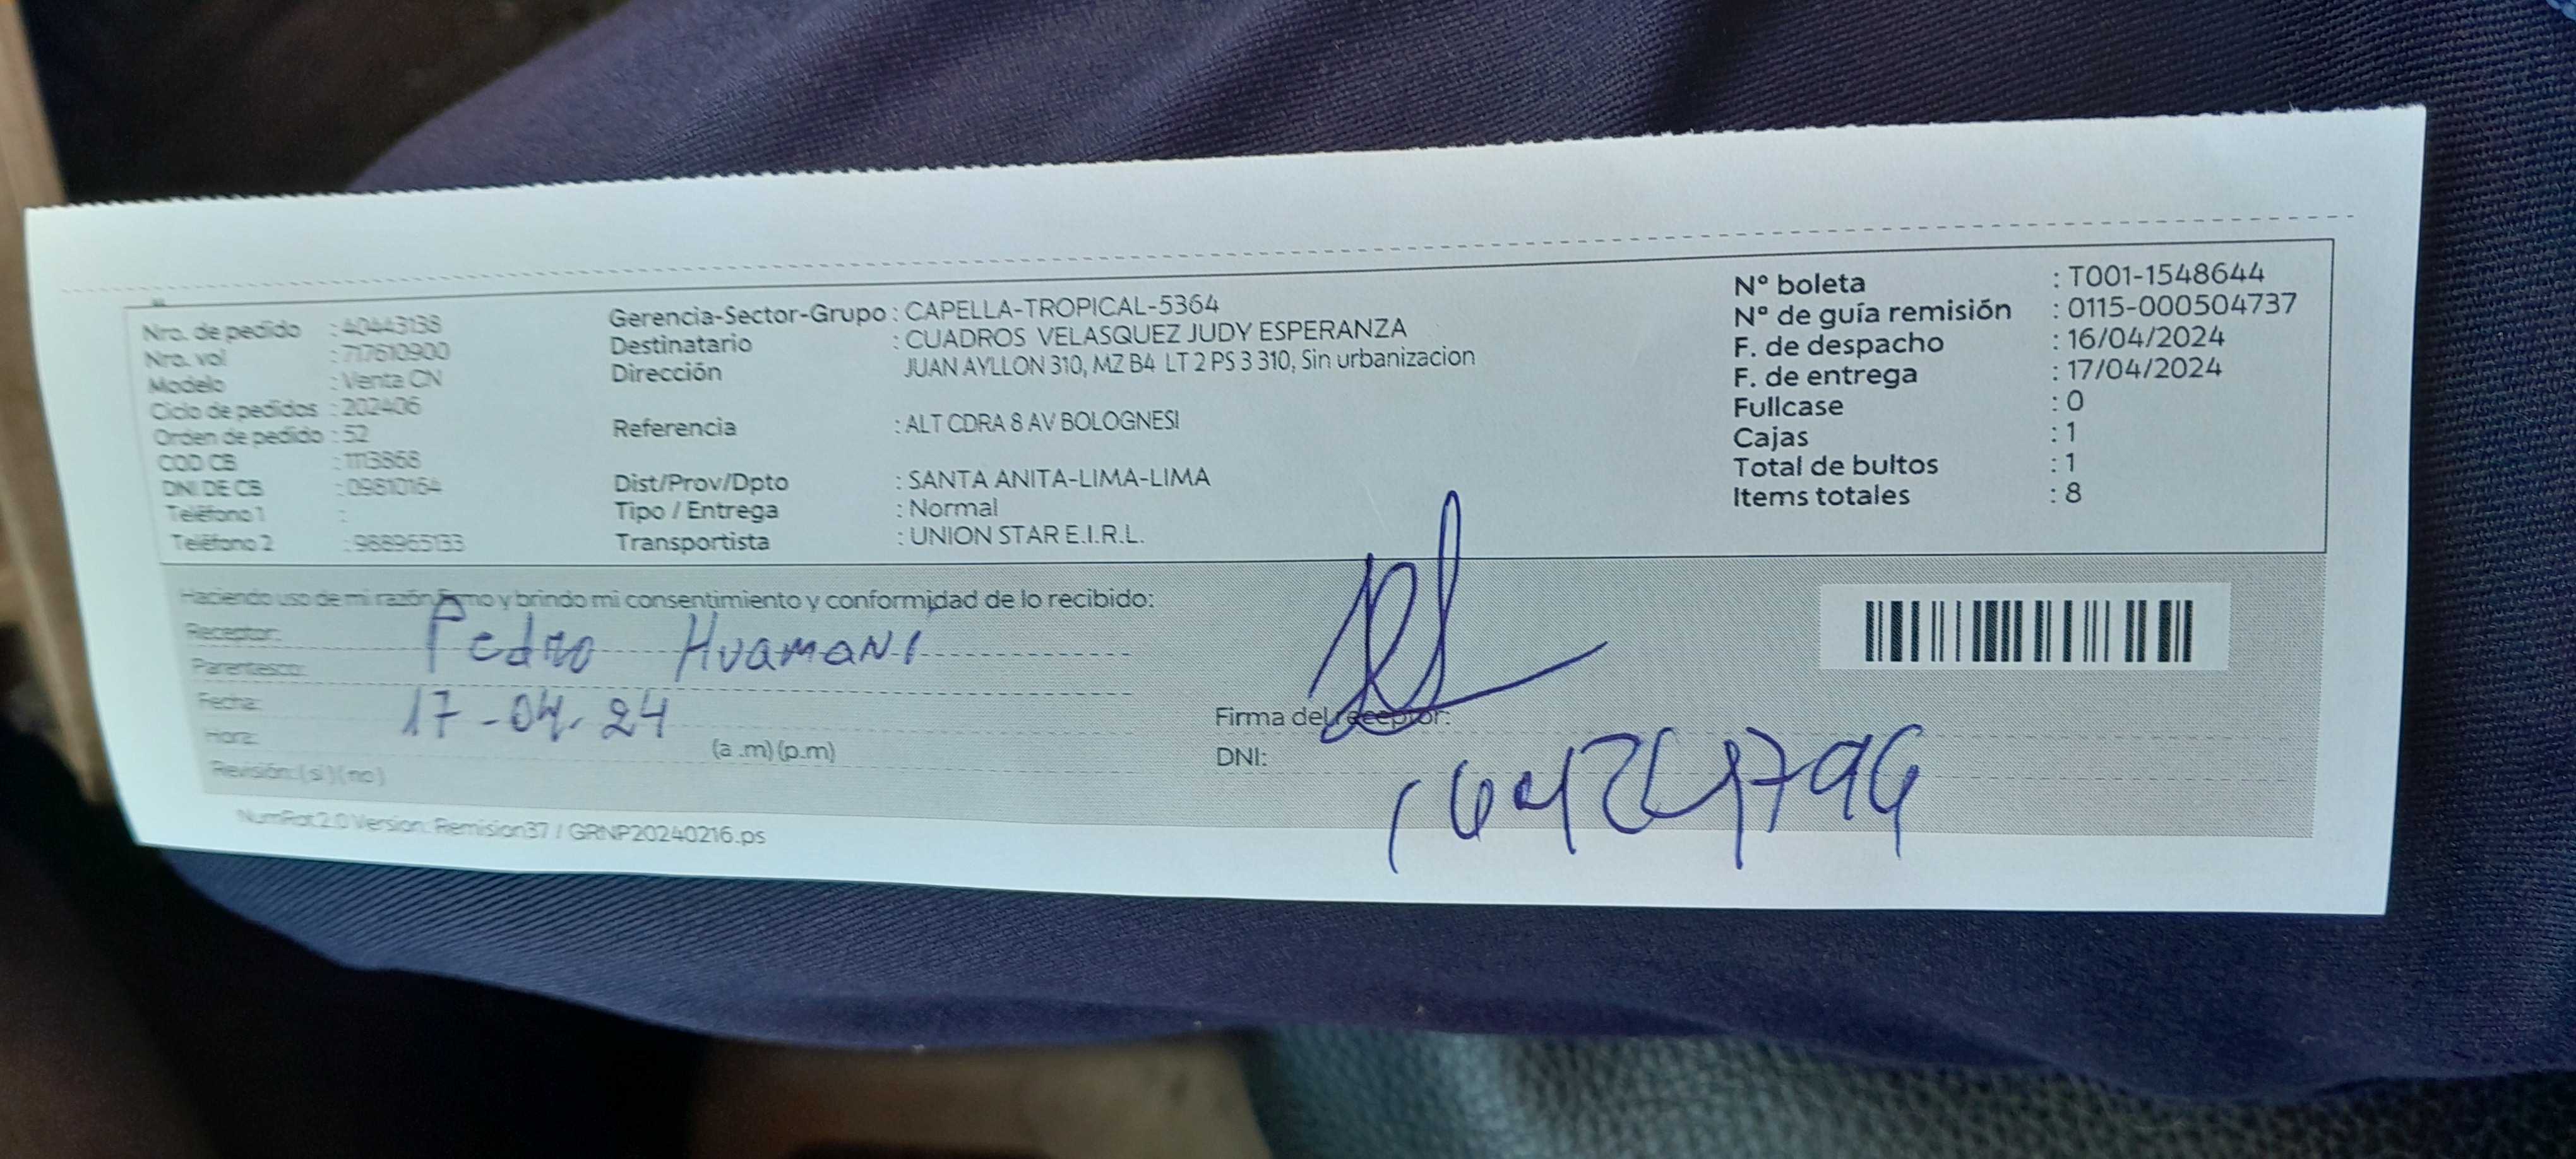 Nro. de pedido : 40443138
Nro. vol : 717610900
Modelo : Venta CN
Ciclo de pedidos : 202406
Orden de pedido : 52
COD CB : 1113868
DNI DE CB : 09810164
Teléfono 1 :
Teléfono 2 : 988965133
Gerencia-Sector-Grupo : CAPELLA-TROPICAL-5364
Destinatario : CUADROS VELASQUEZ JUDY ESPERANZA
Dirección JUAN AYLLON 310, MZ B4 LT 2 PS 3 310, Sin urbanizacion
Referencia : ALT CDRA 8 AV BOLOGNESI
Dist/Prov/Dpto : SANTA ANITA-LIMA-LIMA
Tipo / Entrega : Normal
Transportista : UNION STAR E.I.R.L.
N° boleta : T001-1548644
N° de guía remisión : 0115-000504737
F. de despacho : 16/04/2024
F. de entrega : 17/04/2024
Fullcase : 0
Cajas : 1
Total de bultos : 1
Items totales : 8
Haciendo uso de mi razón firmo y brindo mi consentimiento y conformidad de lo recibido:
Receptor: Pedro Huamani
Parentesco:
Fecha: 17-04-24
Hora: (a .m) (p.m)
Revisión: ( si ) ( no )
Firma del receptor:
DNI:
NumRot2.0 Version: Remision37 / GRNP20240216.ps